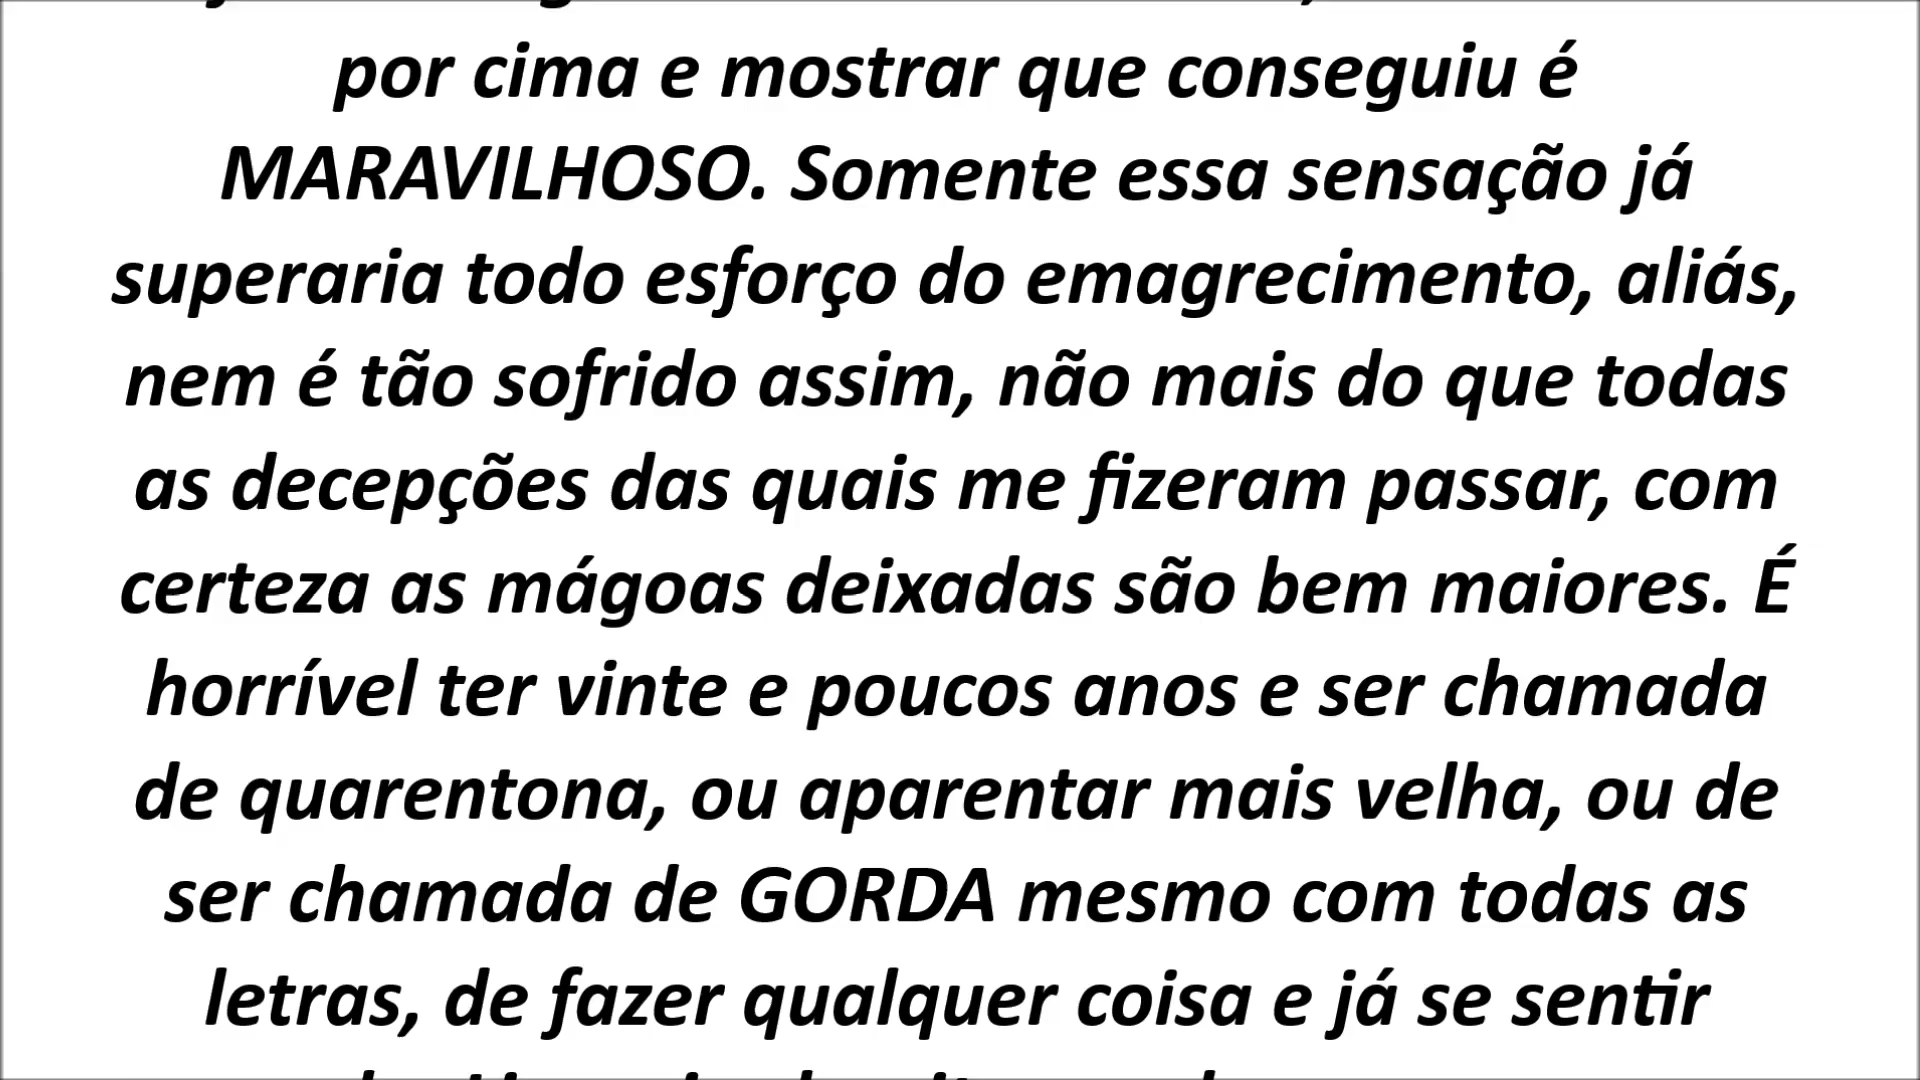 por cima e mostrar que conseguiu é
MARAVILHOSO. Somente essa sensação já
superaria todo esforço do emagrecimento, aliás,
nem é tão sofrido assim, não mais do que todas
as decepções das quais me fizeram passar, com
certeza as mágoas deixadas são bem maiores. É
horrível ter vinte e poucos anos e ser chamada
de quarentona, ou aparentar mais velha, ou de
ser chamada de GORDA mesmo com todas as
letras, de fazer qualquer coisa e já se sentir